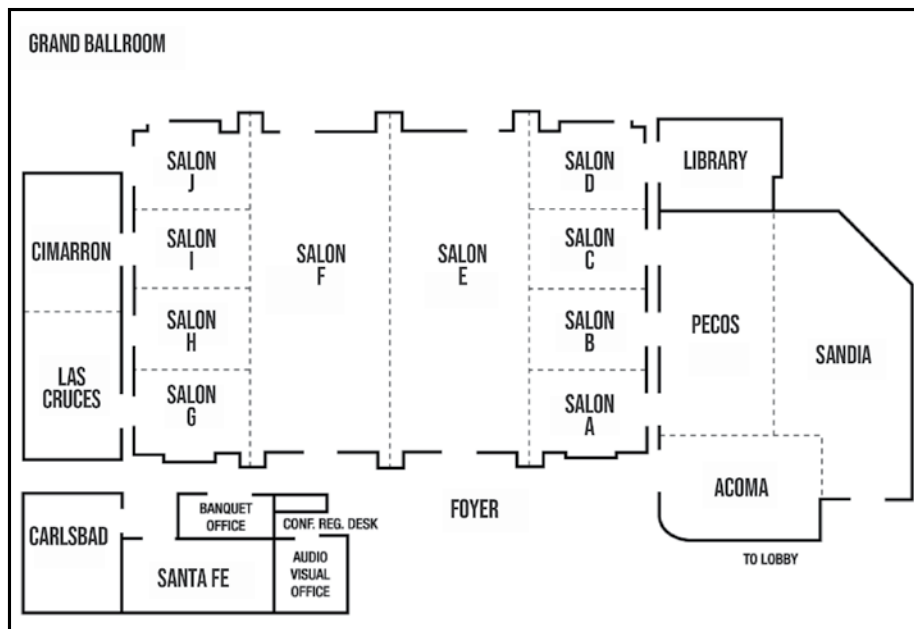 GRAND BALLROOM
SALON
J
SALON
D
LIBRARY
CIMARRON
SALON
I
SALON
F
SALON
E
SALON
C
SALON
H
SALON
B
PECOS
SANDIA
LAS
CRUCES
SALON
G
SALON
A
ACOMA
CARLSBAD
BANQUET
OFFICE
CONF. REG. DESK
FOYER
SANTA FE
AUDIO
VISUAL
OFFICE
TO LOBBY